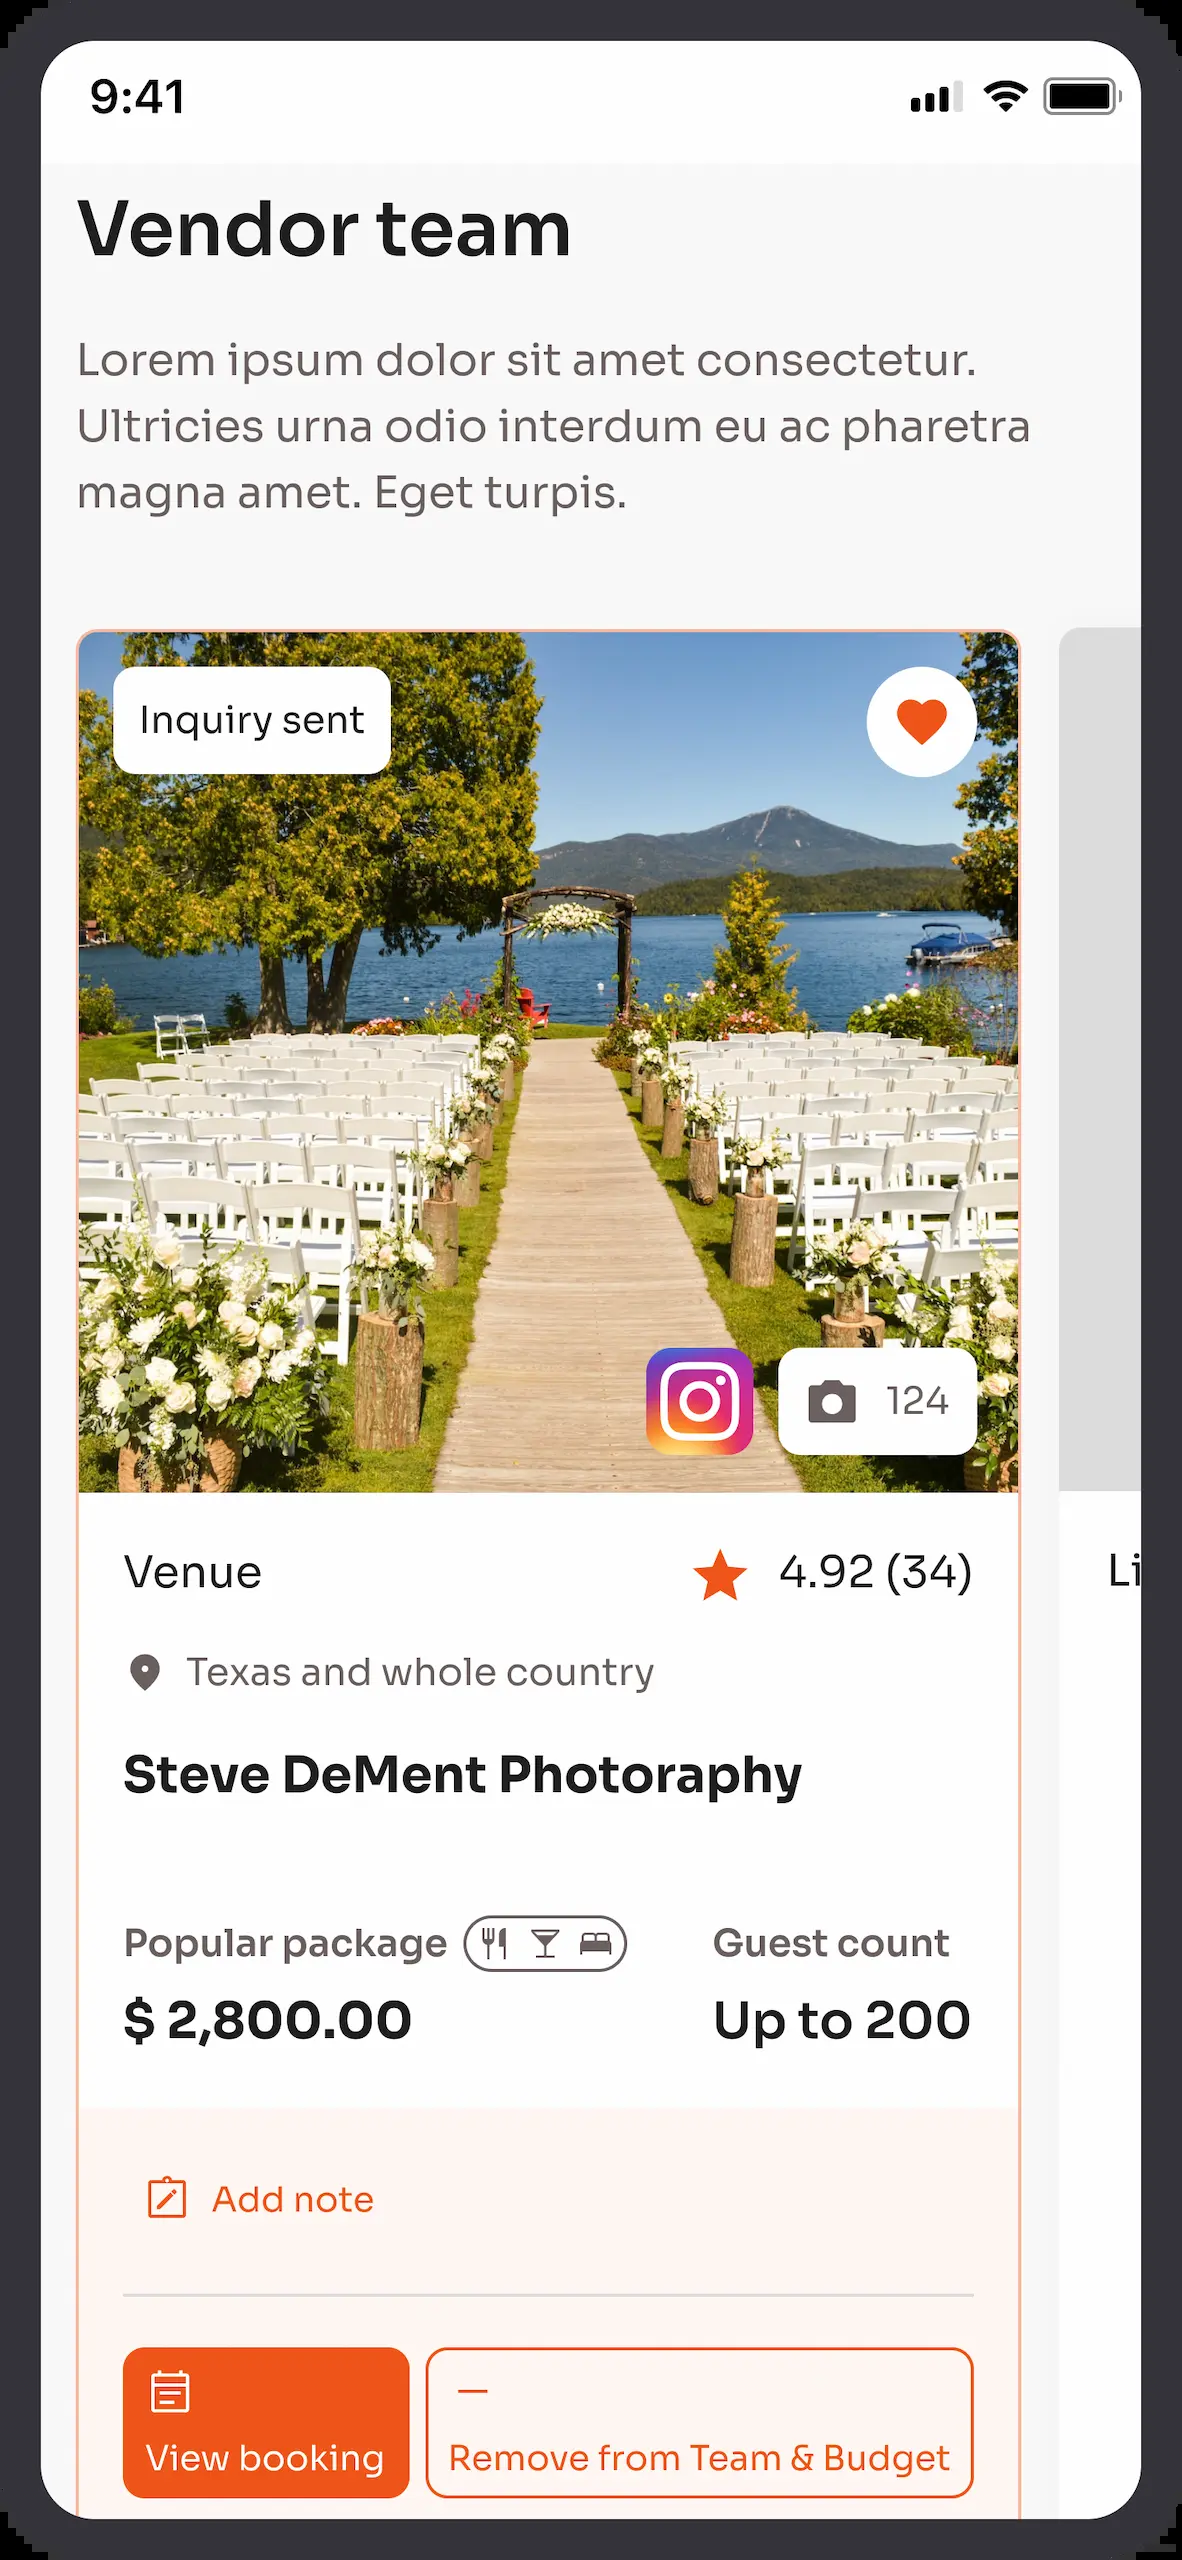 9:41
Vendor team
Lorem ipsum dolor sit amet consectetur.
Ultricies urna odio interdum eu ac pharetra
magna amet. Eget turpis.
Inquiry sent
124
Venue
4.92 (34)
Li
Texas and whole country
Steve DeMent Photoraphy
Popular package
Guest count
$ 2,800.00
Up to 200
Add note
View booking
Remove from Team & Budget